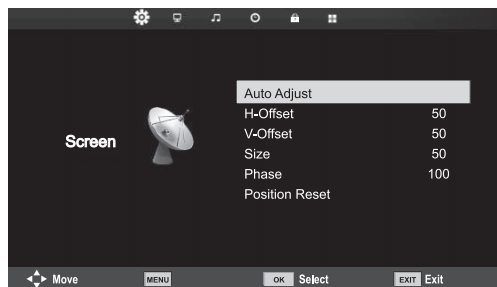 Screen
Auto Adjust
H-Offset 50
V-Offset 50
Size 50
Phase 100
Position Reset
Move MENU OK Select EXIT Exit